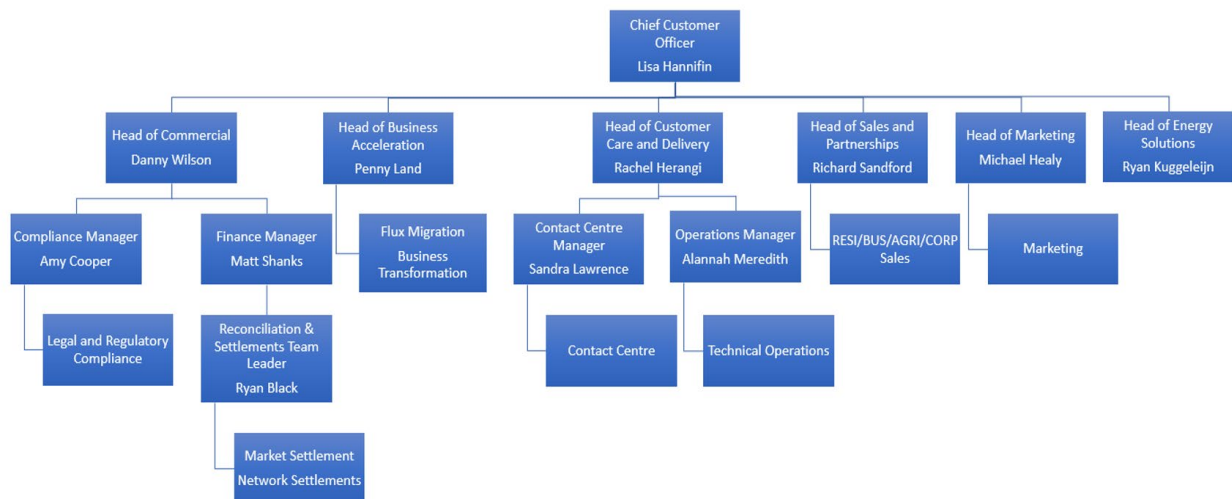 Chief Customer
Officer
Lisa Hannifin
Head of Commercial
Danny Wilson
Head of Business
Acceleration
Penny Land
Head of Customer
Care and Delivery
Rachel Herangi
Head of Sales and
Partnerships
Richard Sandford
Head of Marketing
Michael Healy
Head of Energy
Solutions
Ryan Kuggeleijn
Compliance Manager
Amy Cooper
Finance Manager
Matt Shanks
Flux Migration
Business
Transformation
Contact Centre
Manager
Sandra Lawrence
Operations Manager
Alannah Meredith
RESI/BUS/AGRI/CORP
Sales
Marketing
Legal and Regulatory
Compliance
Reconciliation &
Settlements Team
Leader
Ryan Black
Contact Centre
Technical Operations
Market Settlement
Network Settlements